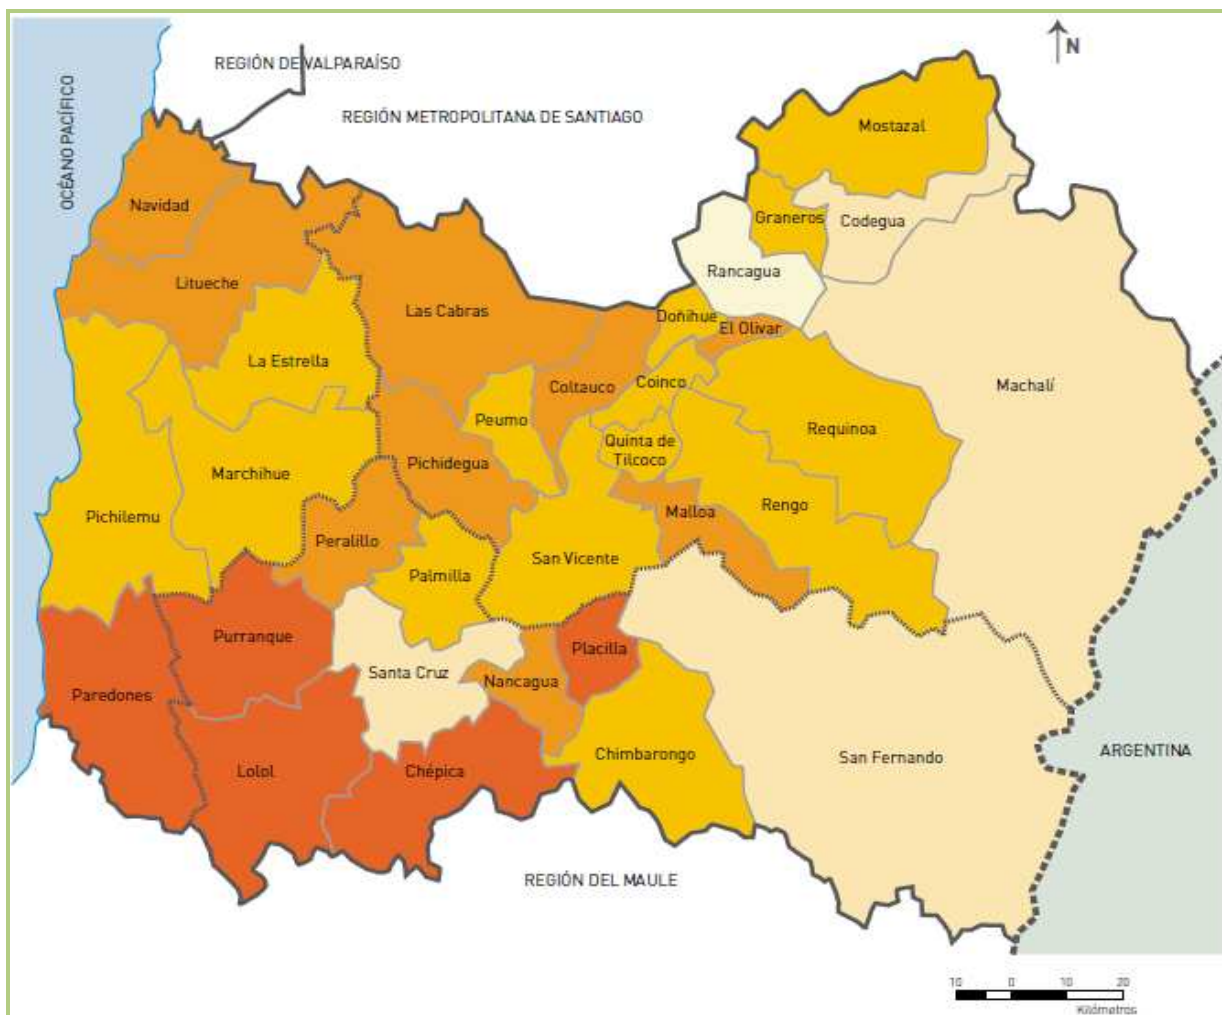 N
REGIÓN DE VALPARAÍSO
OCÉANO PACÍFICO
REGIÓN METROPOLITANA DE SANTIAGO
Mostazal
Navidad
Graneros
Codegua
Rancagua
Litueche
Las Cabras
Doñihue
El Olivar
La Estrella
Coltauco
Coinco
Machalí
Peumo
Requinoa
Quinta de
Tilcoco
Pichidegua
Marchihue
Rengo
Malloa
Pichilemu
Peralillo
San Vicente
Palmilla
Purranque
Placilla
Santa Cruz
Nancagua
Paredones
Chimbarongo
San Fernando
ARGENTINA
Lolol
Chépica
REGIÓN DEL MAULE
10 0 10 20
Kilómetros